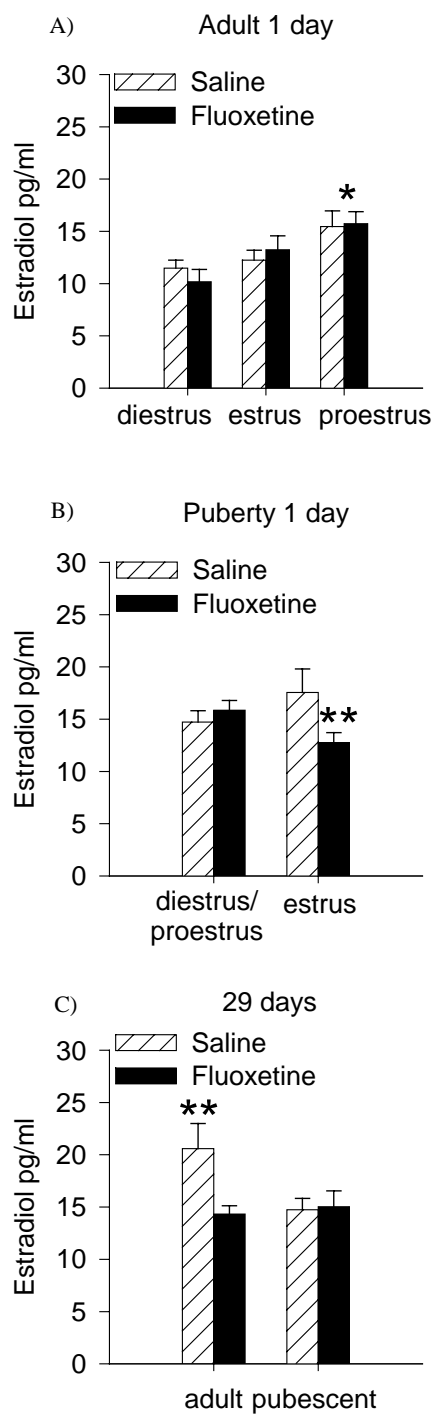 A) Adult 1 day
30
25
20
15
10
5
0
Estradiol pg/ml
Saline
Fluoxetine
*
diestrus estrus proestrus
B) Puberty 1 day
30
25
20
15
10
5
0
Estradiol pg/ml
Saline
Fluoxetine
**
diestrus/
proestrus
estrus
C) 29 days
30
25
20
15
10
5
0
Estradiol pg/ml
Saline
Fluoxetine
**
adult pubescent